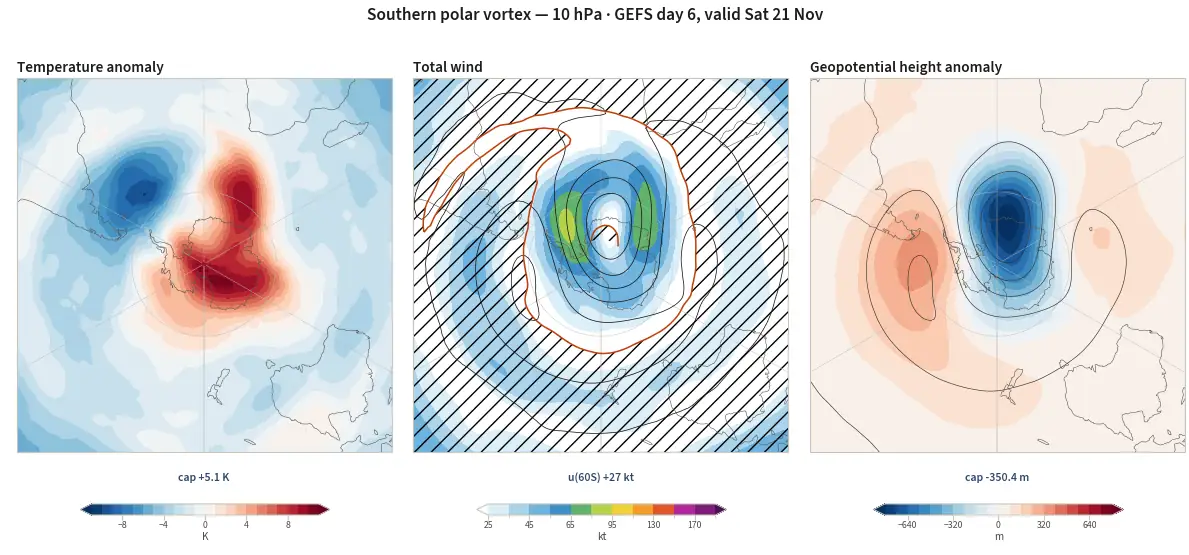 Southern polar vortex — 10 hPa · GEFS day 6, valid Sat 21 Nov
Temperature anomaly
Total wind
Geopotential height anomaly
cap +5.1 K
u(60S) +27 kt
cap -350.4 m
−8 −4 0 4 8
K
25 45 65 95 130 170
kt
−640 −320 0 320 640
m